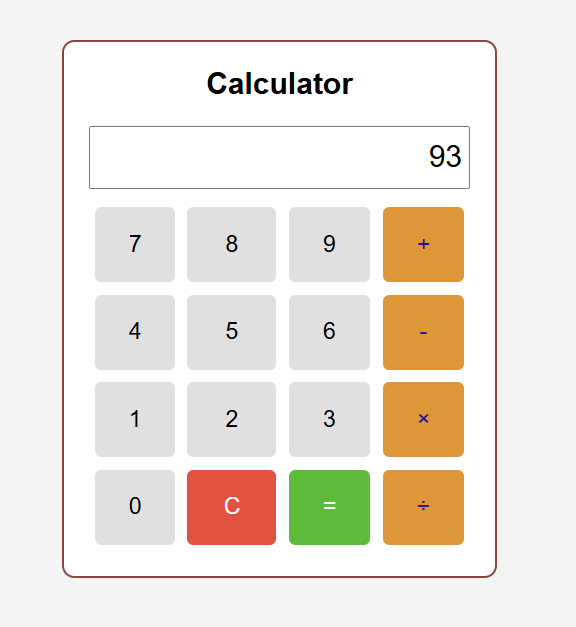 Calculator
93
7 8 9 +
4 5 6 -
1 2 3 ×
0 C = ÷